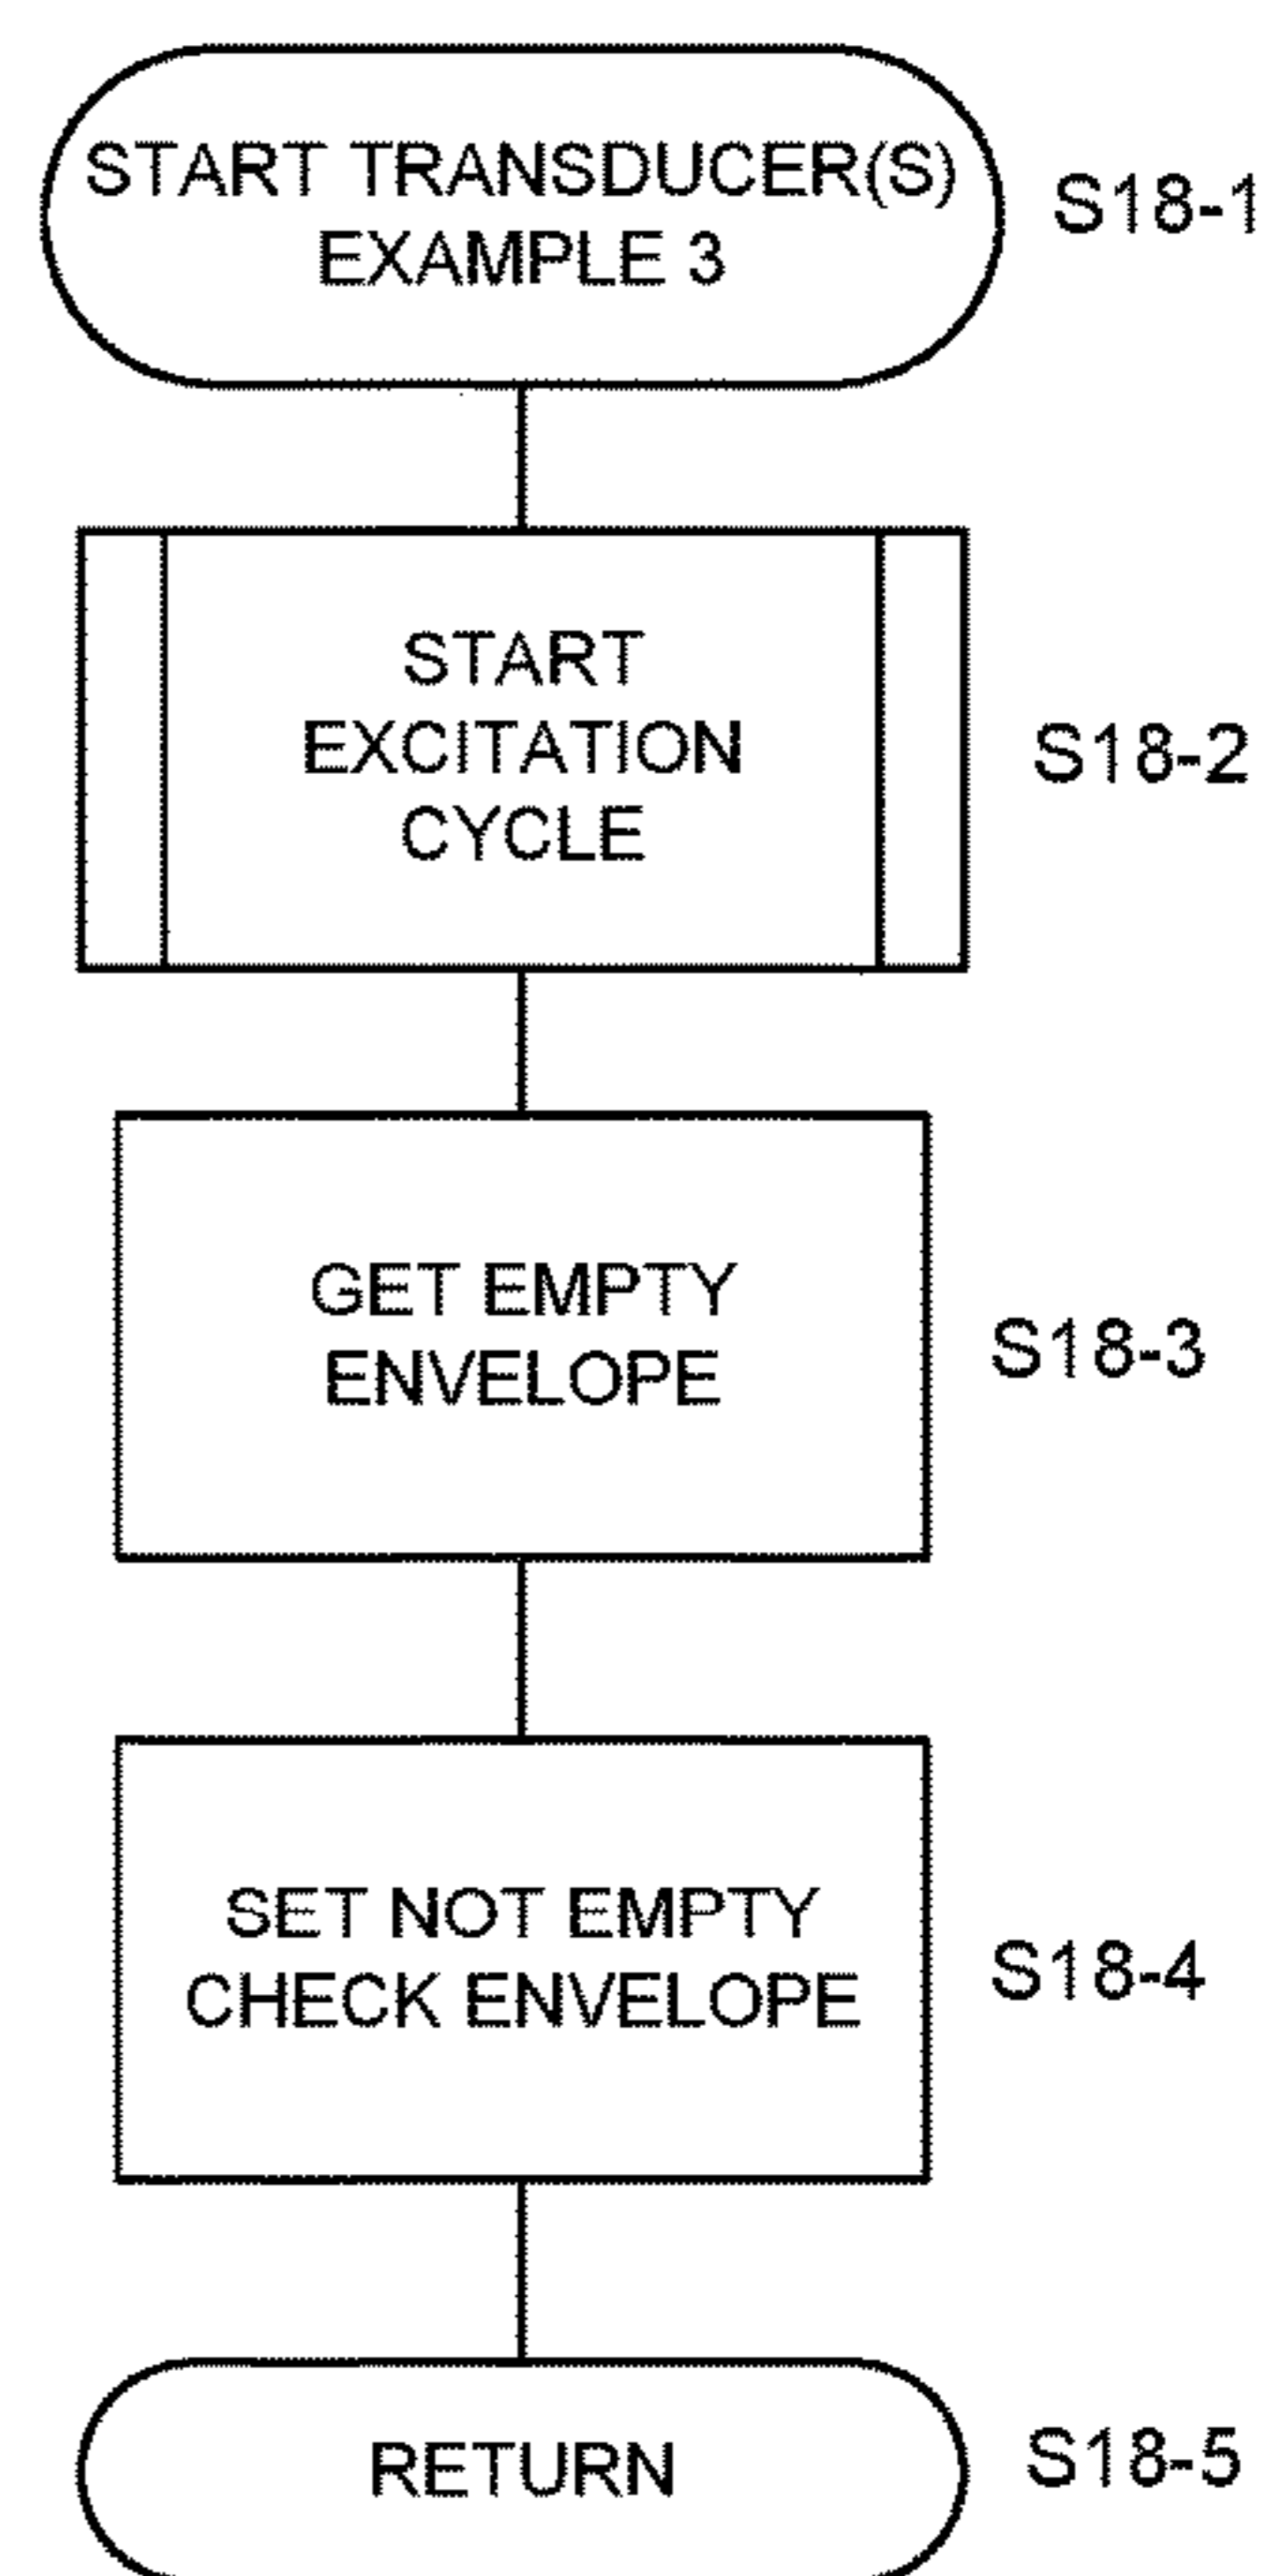 START TRANSDUCER(S)
EXAMPLE 3
S18-1
START
EXCITATION
CYCLE
S18-2
GET EMPTY
ENVELOPE
S18-3
SET NOT EMPTY
CHECK ENVELOPE
S18-4
RETURN
S18-5